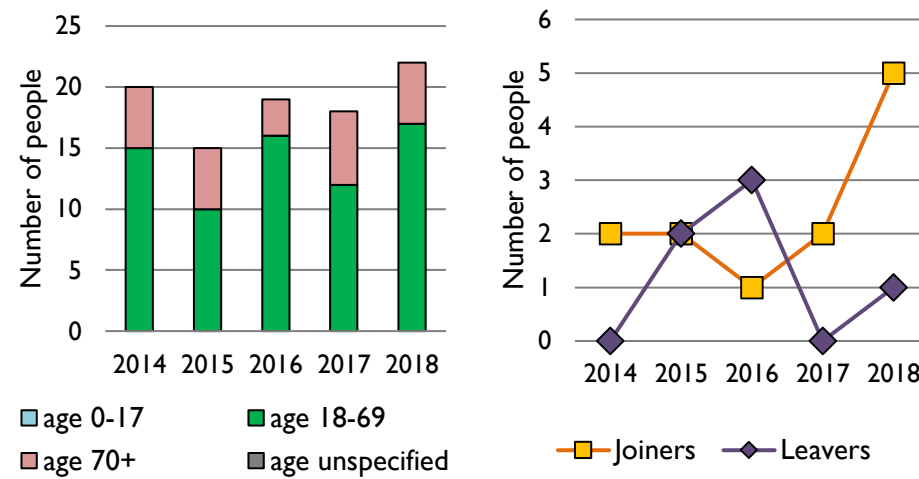 Number of people
25
20
15
10
5
0
2014 2015 2016 2017 2018
age 0-17 age 18-69
age 70+ age unspecified
Number of people
6
5
4
3
2
1
0
2014 2015 2016 2017 2018
Joiners Leavers